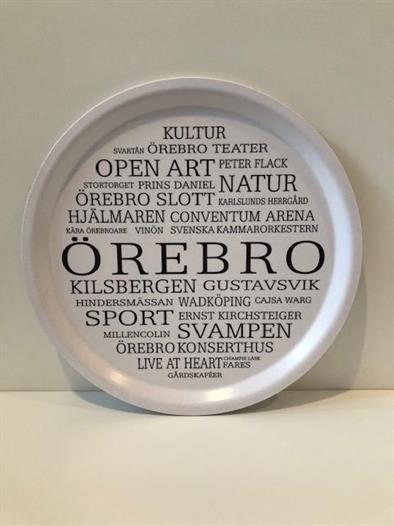 KULTUR
SVARTÅN ÖREBRO TEATER
OPEN ART PETER FLACK
STORTORGET PRINS DANIEL NATUR
ÖREBRO SLOTT KARLSLUNDS HERRGÅRD
HJÄLMAREN CONVENTUM ARENA
KÄRA ÖREBROARE VINÖN SVENSKA KAMMARORKESTERN
ÖREBRO
KILSBERGEN GUSTAVSVIK
HINDERSMÄSSAN WADKÖPING CAJSA WARG
SPORT ERNST KIRCHSTEIGER
MILLENCOLIN SVAMPEN
ÖREBRO KONSERTHUS
LIVE AT HEART CHAMPIS LÄSK
FARES
GÅRDSKAPÉER